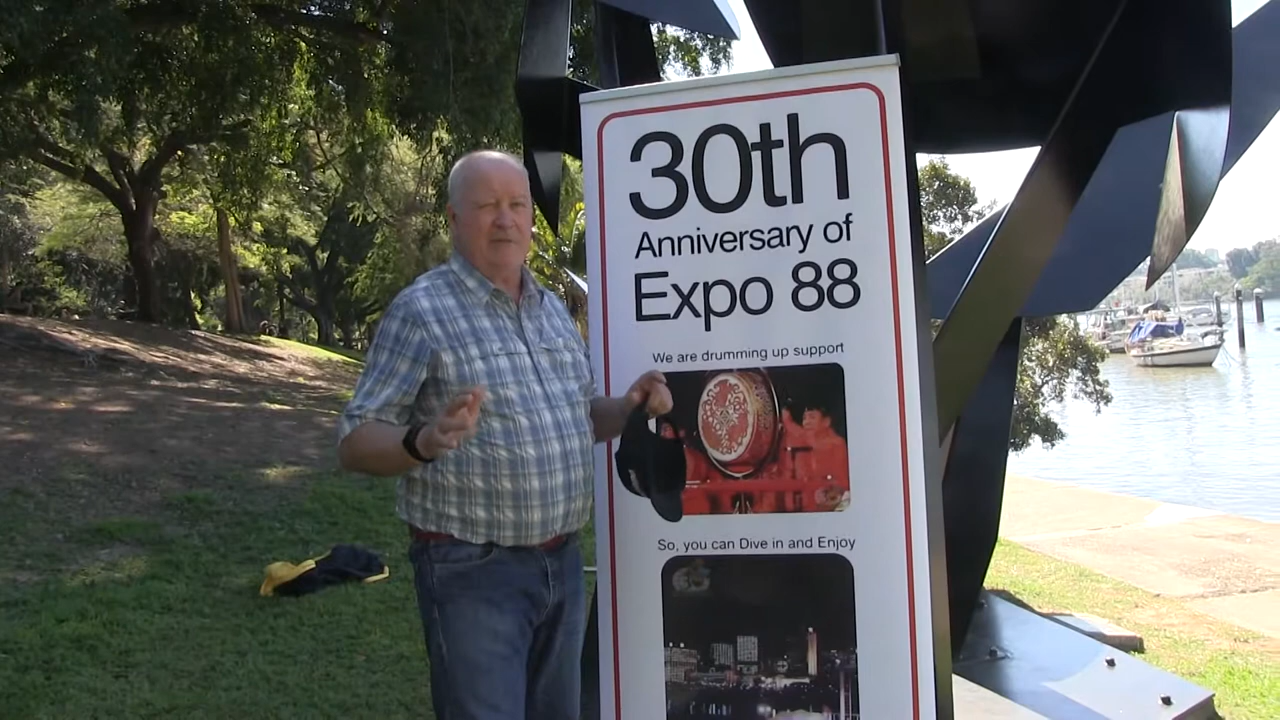 30th
Anniversary of
Expo 88
We are drumming up support
So, you can Dive in and Enjoy